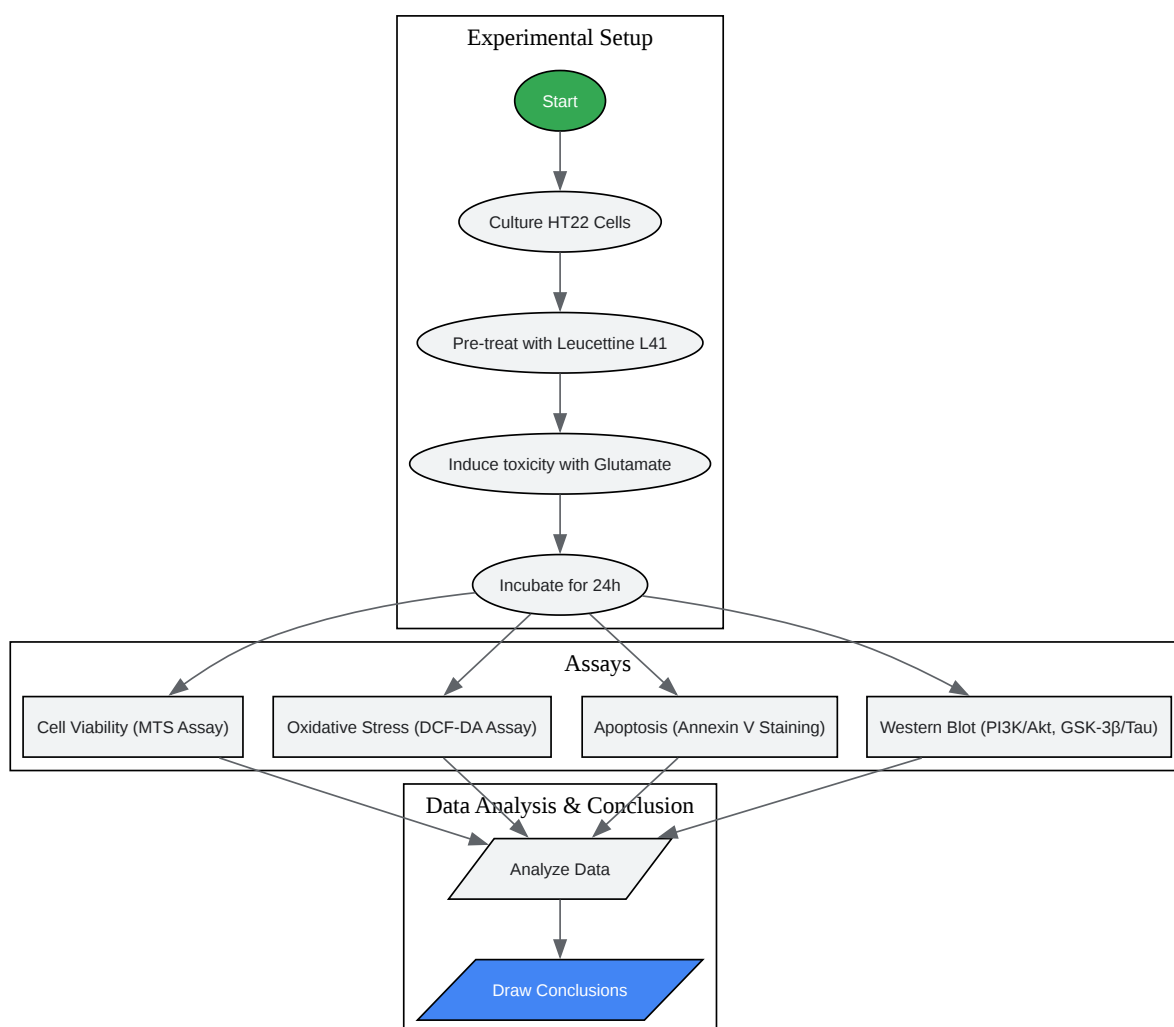 Experimental Setup
Start
Culture HT22 Cells
Pre-treat with Leucettine L41
Induce toxicity with Glutamate
Incubate for 24h
Assays
Cell Viability (MTS Assay)
Oxidative Stress (DCF-DA Assay)
Apoptosis (Annexin V Staining)
Western Blot (PI3K/Akt, GSK-3β/Tau)
Data Analysis & Conclusion
Analyze Data
Draw Conclusions